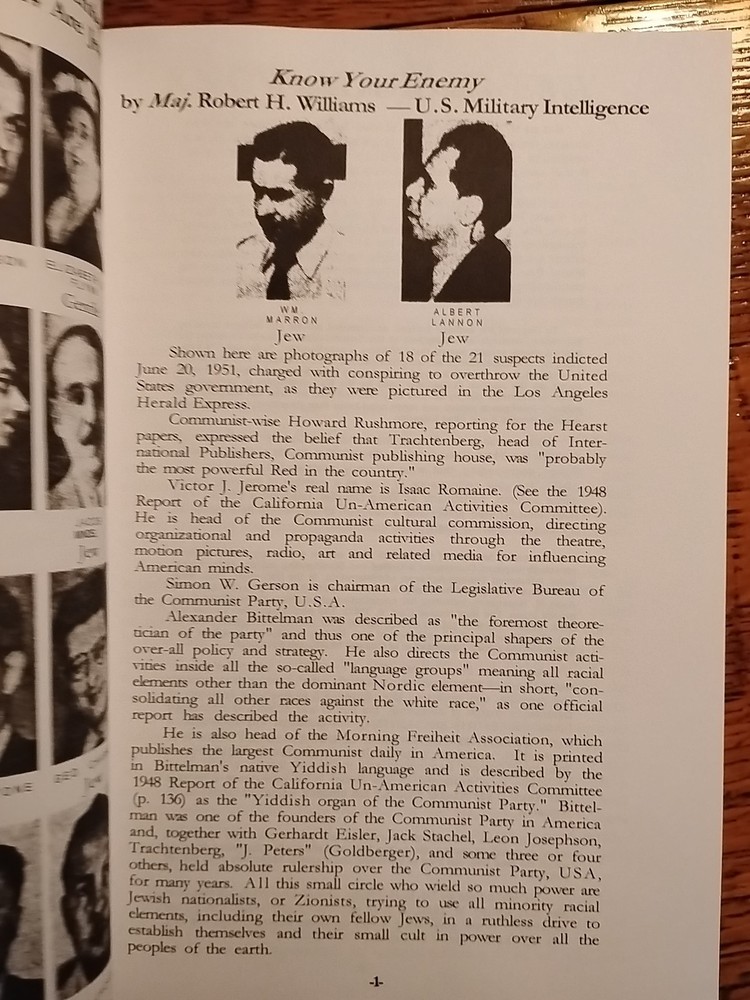 Are
Jew
Know Your Enemy
by Maj. Robert H. Williams — U.S. Military Intelligence
WM. MARRON
Jew
ALBERT LANNON
Jew
Shown here are photographs of 18 of the 21 suspects indicted
June 20, 1951, charged with conspiring to overthrow the United
States government, as they were pictured in the Los Angeles
Herald Express.
Communist-wise Howard Rushmore, reporting for the Hearst
papers, expressed the belief that Trachtenberg, head of Inter-
national Publishers, Communist publishing house, was "probably
the most powerful Red in the country."
Victor J. Jerome's real name is Isaac Romaine. (See the 1948
Report of the California Un-American Activities Committee).
He is head of the Communist cultural commission, directing
organizational and propaganda activities through the theatre,
motion pictures, radio, art and related media for influencing
American minds.
Simon W. Gerson is chairman of the Legislative Bureau of
the Communist Party, U.S.A.
Alexander Bittelman was described as "the foremost theore-
tician of the party" and thus one of the principal shapers of the
over-all policy and strategy. He also directs the Communist acti-
vities inside all the so-called "language groups" meaning all racial
elements other than the dominant Nordic element—in short, "con-
solidating all other races against the white race," as one official
report has described the activity.
He is also head of the Morning Freiheit Association, which
publishes the largest Communist daily in America. It is printed
in Bittelman's native Yiddish language and is described by the
1948 Report of the California Un-American Activities Committee
(p. 136) as the "Yiddish organ of the Communist Party." Bittel-
man was one of the founders of the Communist Party in America
and, together with Gerhardt Eisler, Jack Stachel, Leon Josephson,
Trachtenberg, "J. Peters" (Goldberger), and some three or four
others, held absolute rulership over the Communist Party, USA,
for many years. All this small circle who wield so much power are
Jewish nationalists, or Zionists, trying to use all minority racial
elements, including their own fellow Jews, in a ruthless drive to
establish themselves and their small cult in power over all the
peoples of the earth.
-1-